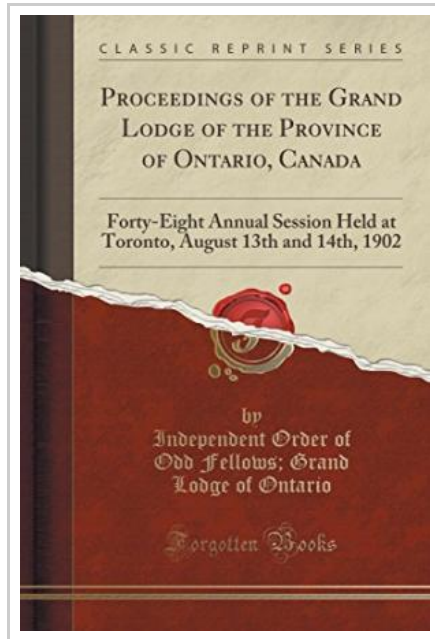 CLASSIC REPRINT SERIES
PROCEEDINGS OF THE GRAND
LODGE OF THE PROVINCE
OF ONTARIO, CANADA
Forty-Eight Annual Session Held at
Toronto, August 13th and 14th, 1902
by
Independent Order of
Odd Fellows; Grand
Lodge of Ontario
Forgotten Books